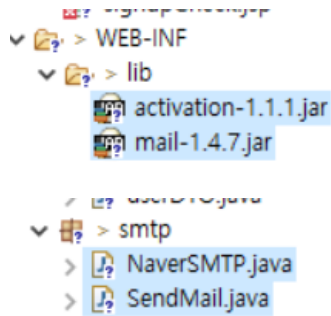 > WEB-INF
> lib
activation-1.1.1.jar
mail-1.4.7.jar
> smtp
NaverSMTP.java
SendMail.java